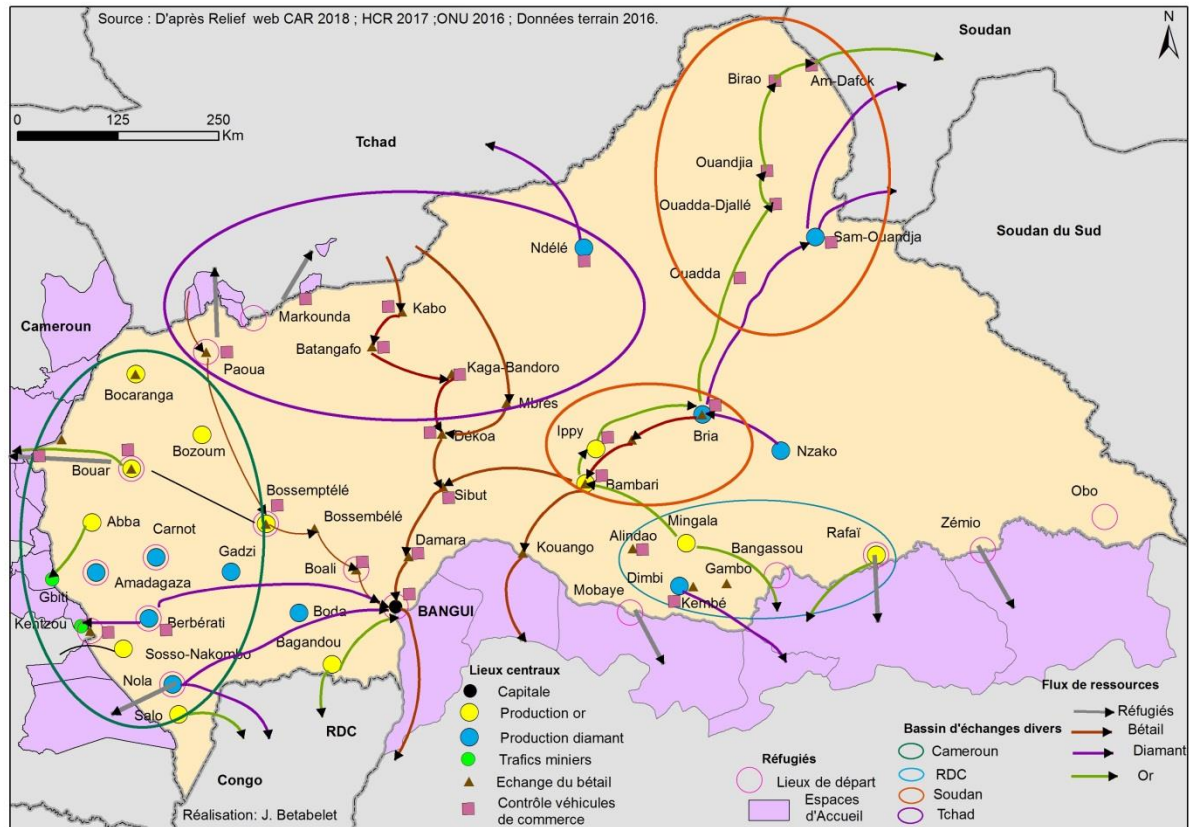 Source : D'après Relief web CAR 2018 ; HCR 2017 ;ONU 2016 ; Données terrain 2016.
N
Soudan
Birao
Am-Dafok
0 125 250
Km
Tchad
Ouandjia
Ouadda-Djallé
Soudan du Sud
Ndélé
Sam-Ouandja
Ouadda
Cameroun
Markounda
Kabo
Batangafo
Paoua
Kaga-Bandoro
Bocaranga
Mbrés
Dékoa
Ippy
Bria
Bozoum
Nzako
Bouar
Bambari
Sibut
Obo
Bossemptélé
Abba
Bossembélé
Mingala
Zémio
Carnot
Rafaï
Gadzi
Damara
Kouango
Alindao
Bangassou
Boali
Amadagaza
Dimbi
Gambo
Gbiti
Mobaye
Kembé
Berbérati
Boda
BANGUI
Kentzou
Bagandou
Sosso-Nakombo
Nola
Lieux centraux
Capitale
Production or
Production diamant
Trafics miniers
Echange du bétail
Contrôle véhicules
de commerce
Salo
RDC
Congo
Réfugiés
Lieux de départ
Espaces
d'Accueil
Bassin d'échanges divers
Cameroun
RDC
Soudan
Tchad
Flux de ressources
Réfugiés
Bétail
Diamant
Or
Réalisation: J. Betabelet